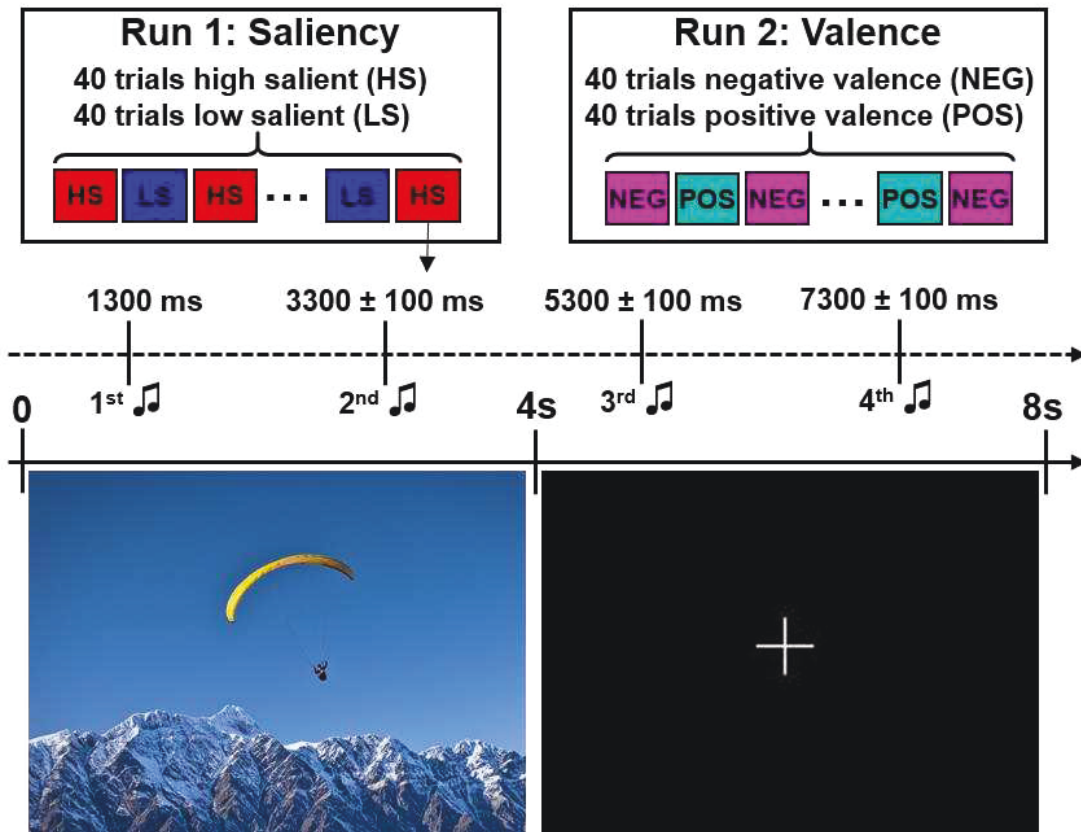 Run 1: Saliency
40 trials high salient (HS)
40 trials low salient (LS)
HS LS HS ... LS HS
Run 2: Valence
40 trials negative valence (NEG)
40 trials positive valence (POS)
NEG POS NEG ... POS NEG
1300 ms 3300 ± 100 ms 5300 ± 100 ms 7300 ± 100 ms
1st 2nd 3rd 4th
0 4s 8s